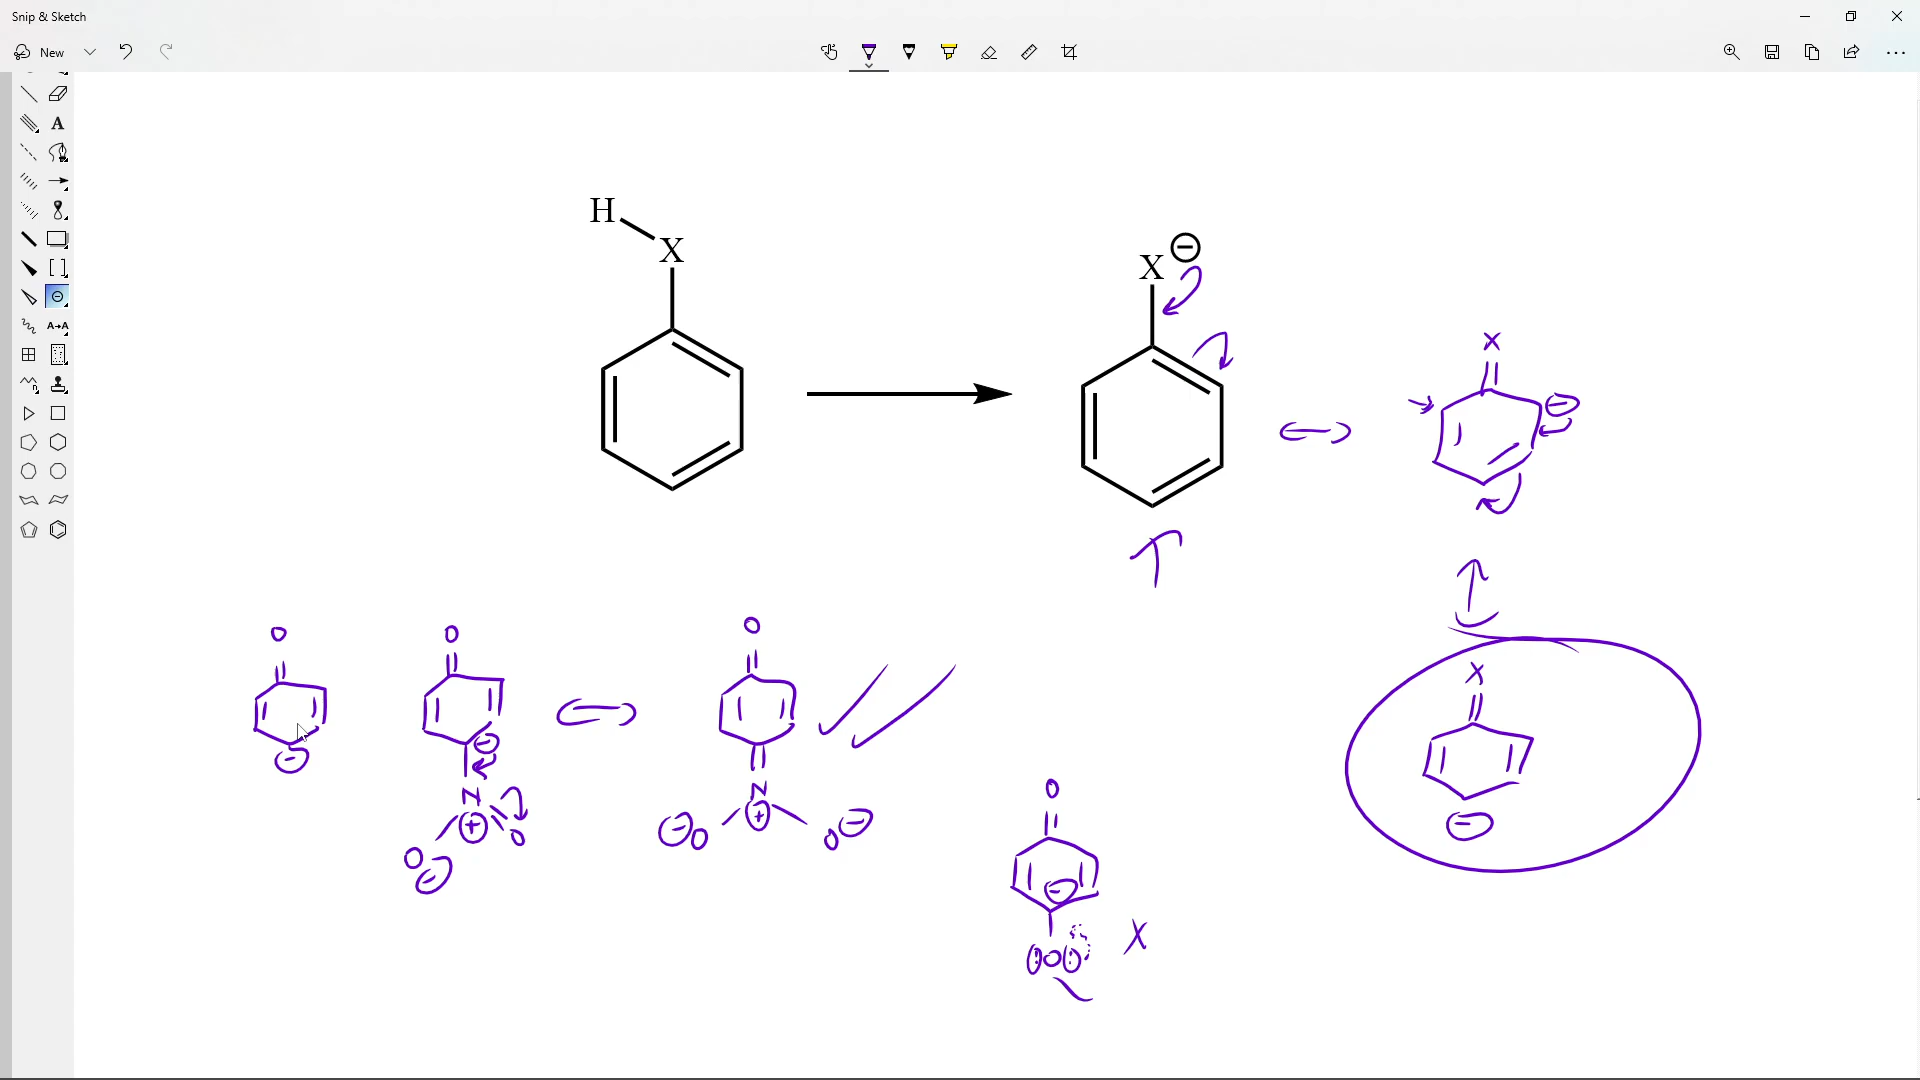 Snip & Sketch
New
A
A→A
H
X
X ⊖
X
⊖
O
O
O
X
⊖
⊖
⊖
N
⊕
O
O
⊖
N
⊕
⊖O
O⊖
O
⊖
O
X